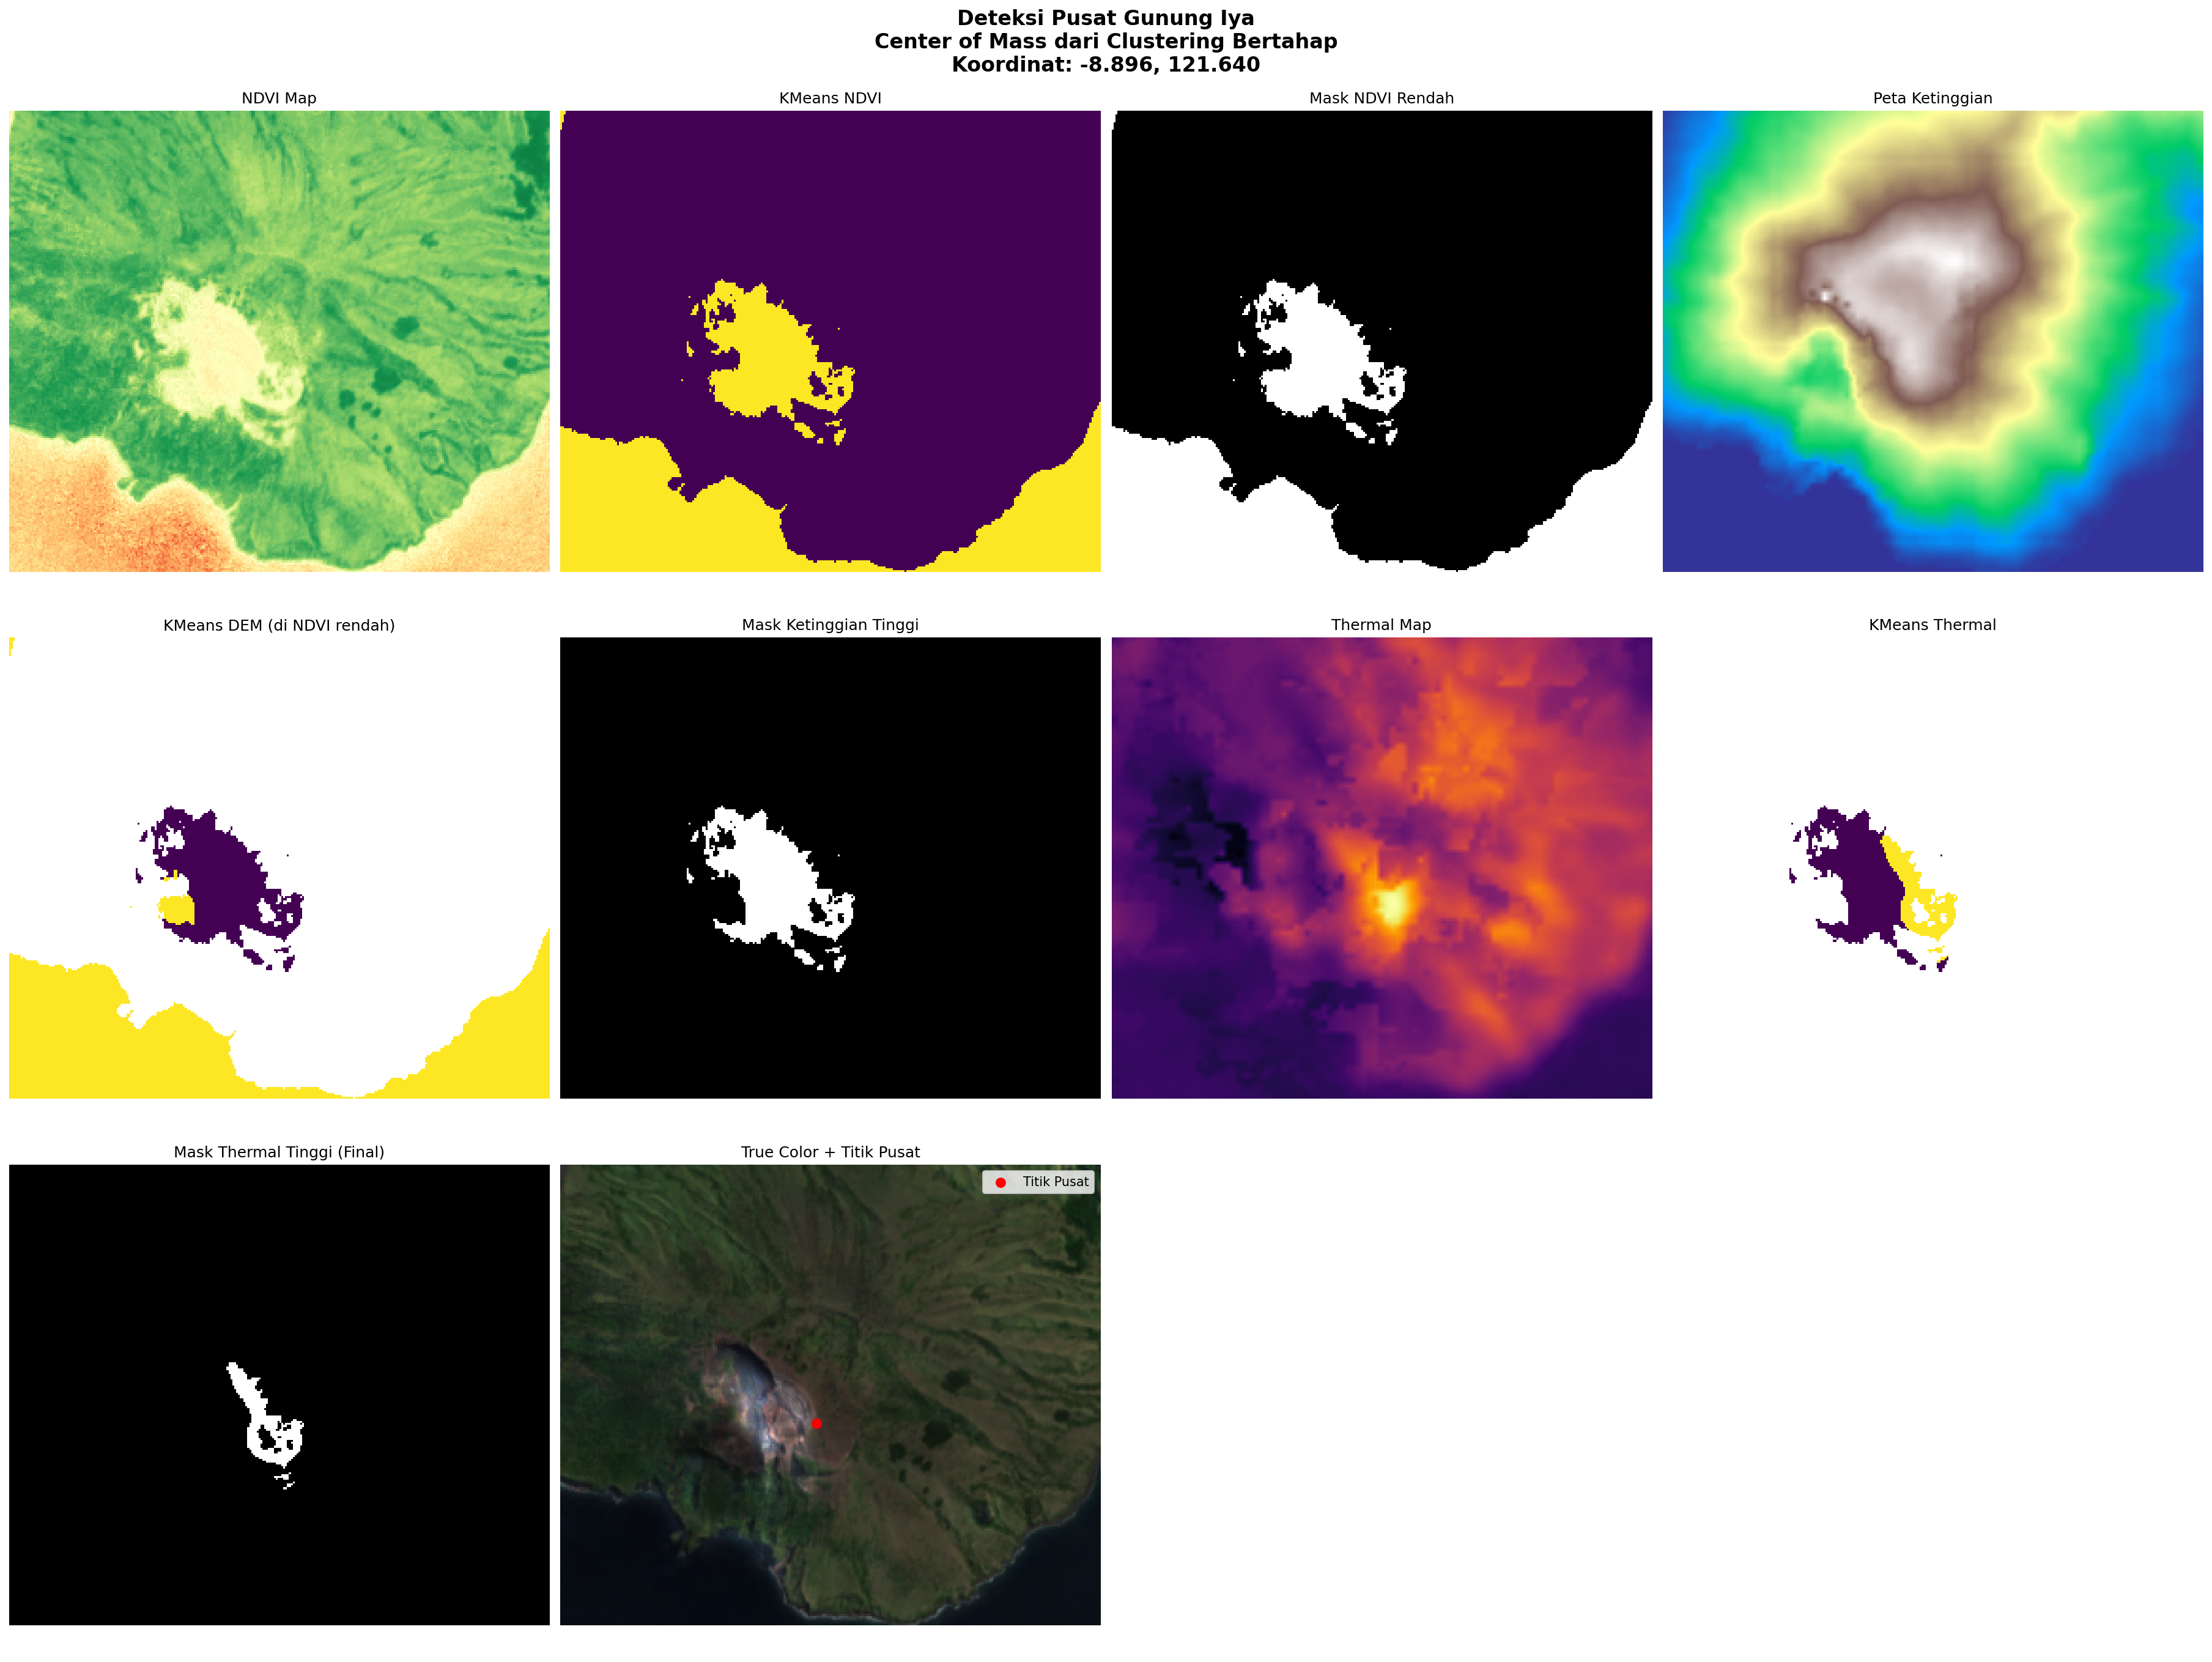 Deteksi Pusat Gunung Iya
Center of Mass dari Clustering Bertahap
Koordinat: -8.896, 121.640
NDVI Map
KMeans NDVI
Mask NDVI Rendah
Peta Ketinggian
KMeans DEM (di NDVI rendah)
Mask Ketinggian Tinggi
Thermal Map
KMeans Thermal
Mask Thermal Tinggi (Final)
True Color + Titik Pusat
Titik Pusat